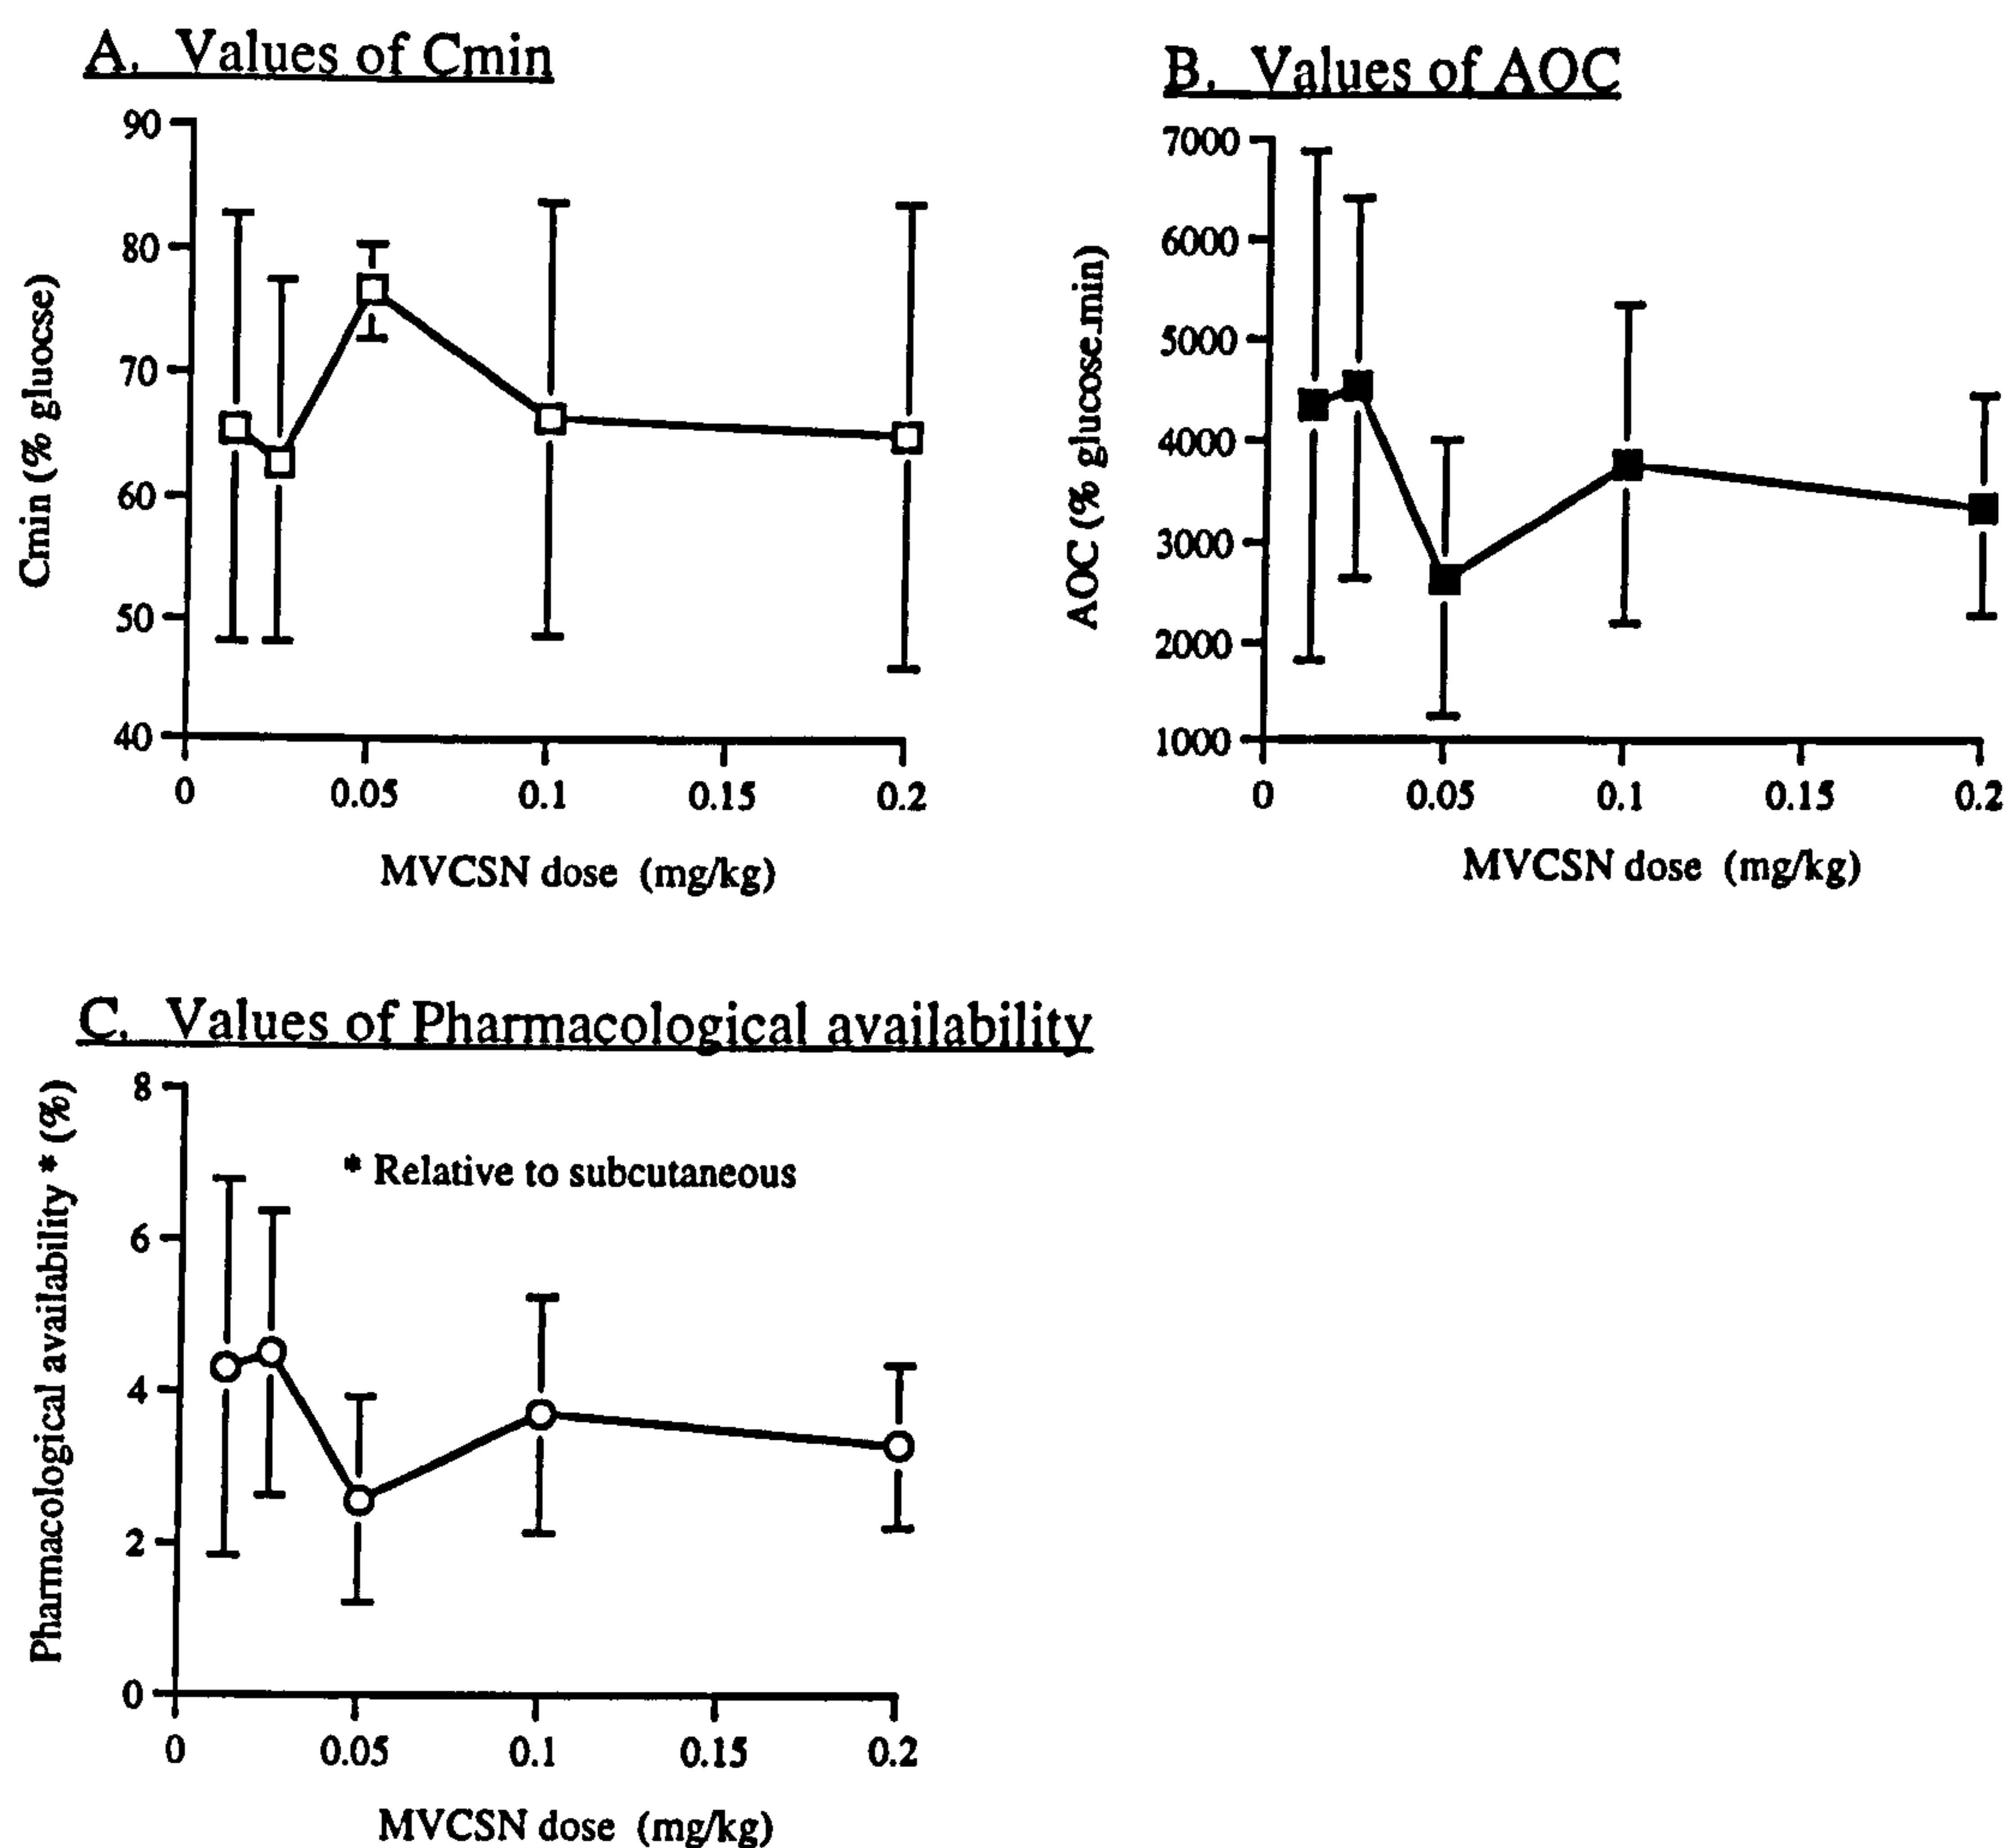 A. Values of Cmin
90
80
70
60
50
40
Cmin (% glucose)
0 0.05 0.1 0.15 0.2
MVCSN dose (mg/kg)
B. Values of AOC
7000
6000
5000
4000
3000
2000
1000
AOC (% glucose.min)
0 0.05 0.1 0.15 0.2
MVCSN dose (mg/kg)
C. Values of Pharmacological availability
8
6
4
2
0
Pharmacological availability * (%)
* Relative to subcutaneous
0 0.05 0.1 0.15 0.2
MVCSN dose (mg/kg)